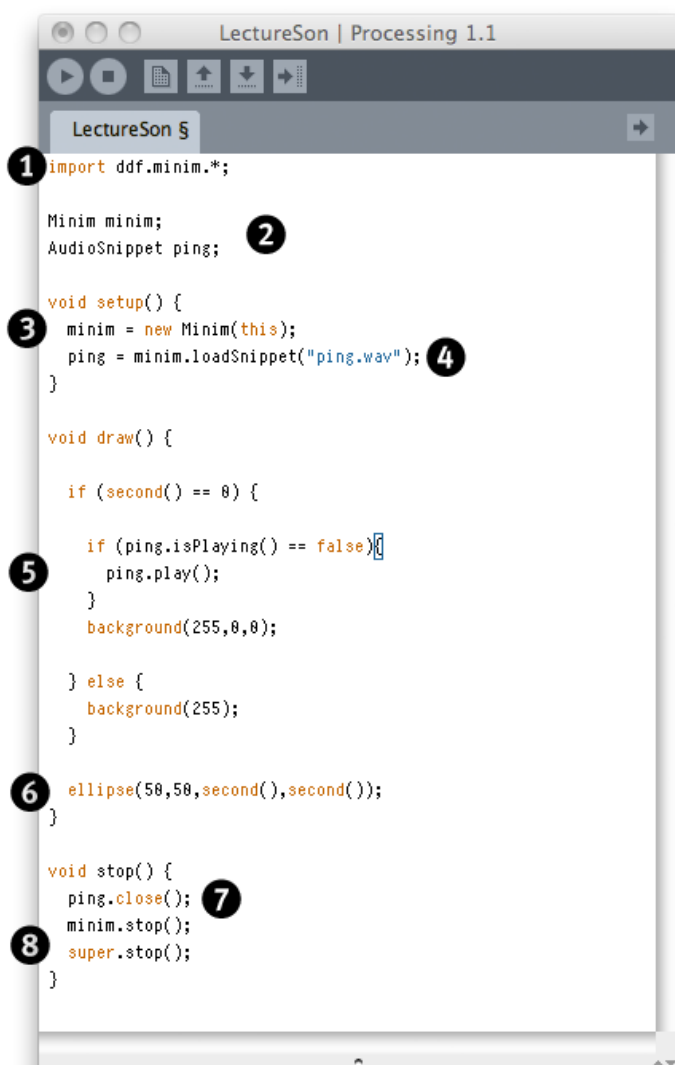 LectureSon | Processing 1.1
LectureSon §
1 import ddf.minim.*;
Minim minim;
2
AudioSnippet ping;
void setup() {
3 minim = new Minim(this);
ping = minim.loadSnippet("ping.wav"); 4
}
void draw() {
if (second() == 0) {
if (ping.isPlaying() == false){
5 ping.play();
}
background(255,0,0);
} else {
background(255);
}
6 ellipse(50,50,second(),second());
}
void stop() {
ping.close(); 7
minim.stop();
8 super.stop();
}